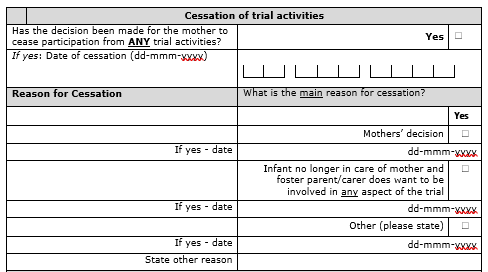 Cessation of trial activities
Has the decision been made for the mother to
cease participation from ANY trial activities?
Yes ☐
If yes: Date of cessation (dd-mmm-yyyy)
Reason for Cessation
What is the main reason for cessation?
Yes
Mothers’ decision ☐
If yes - date
dd-mmm-yyyy
Infant no longer in care of mother and ☐
foster parent/carer does want to be
involved in any aspect of the trial
If yes - date
dd-mmm-yyyy
Other (please state) ☐
If yes - date
dd-mmm-yyyy
State other reason